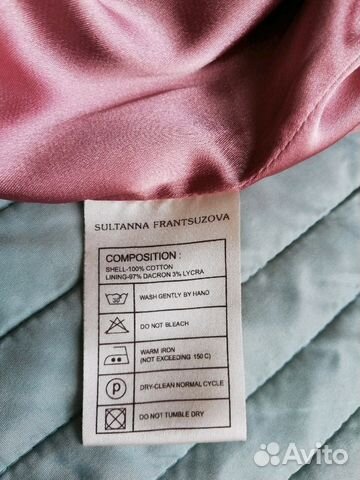 SULTANNA FRANTSUZOVA
COMPOSITION :
SHELL-100% COTTON
LINING-97% DACRON 3% LYCRA
30
WASH GENTLY BY HAND
DO NOT BLEACH
WARM IRON
(NOT EXCEEDING 150 C)
P
DRY-CLEAN NORMAL CYCLE
DO NOT TUMBLE DRY
Avito